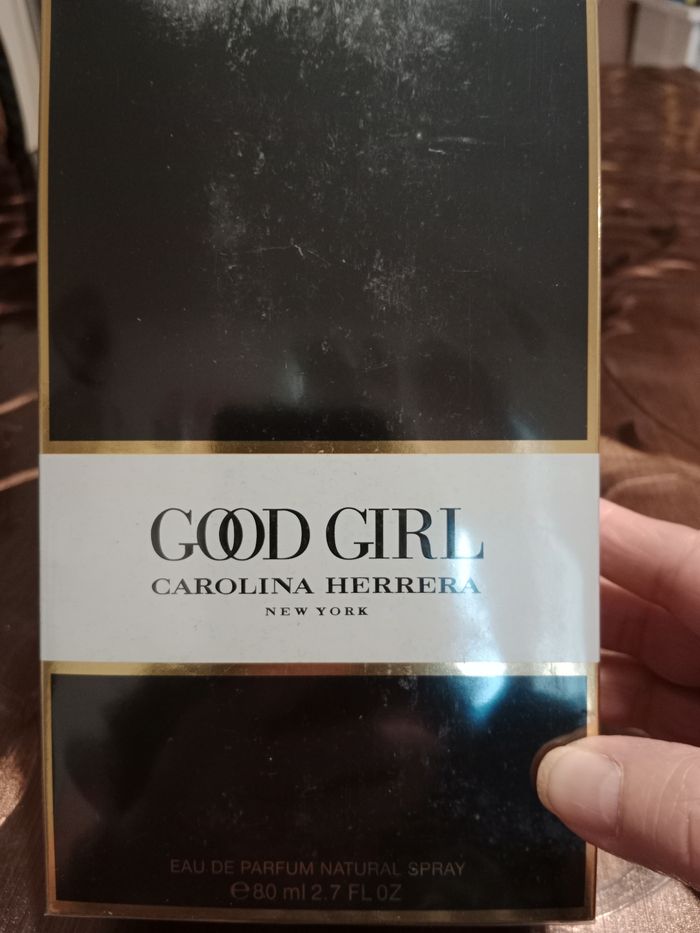 GOOD GIRL
CAROLINA HERRERA
NEW YORK
EAU DE PARFUM NATURAL SPRAY
℮80 ml 2.7 FL OZ